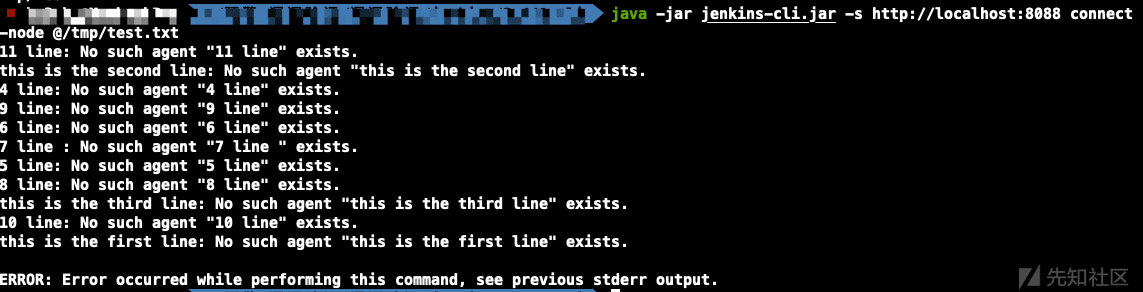 java -jar jenkins-cli.jar -s http://localhost:8088 connect
-node @/tmp/test.txt
11 line: No such agent "11 line" exists.
this is the second line: No such agent "this is the second line" exists.
4 line: No such agent "4 line" exists.
9 line: No such agent "9 line" exists.
6 line: No such agent "6 line" exists.
7 line : No such agent "7 line " exists.
5 line: No such agent "5 line" exists.
8 line: No such agent "8 line" exists.
this is the third line: No such agent "this is the third line" exists.
10 line: No such agent "10 line" exists.
this is the first line: No such agent "this is the first line" exists.
ERROR: Error occurred while performing this command, see previous stderr output.
先知社区